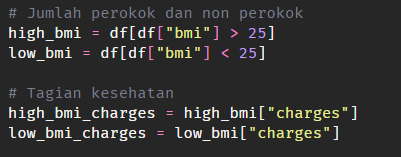 # Jumlah perokok dan non perokok
high_bmi = df[df["bmi"] > 25]
low_bmi = df[df["bmi"] < 25]
# Tagian kesehatan
high_bmi_charges = high_bmi["charges"]
low_bmi_charges = low_bmi["charges"]